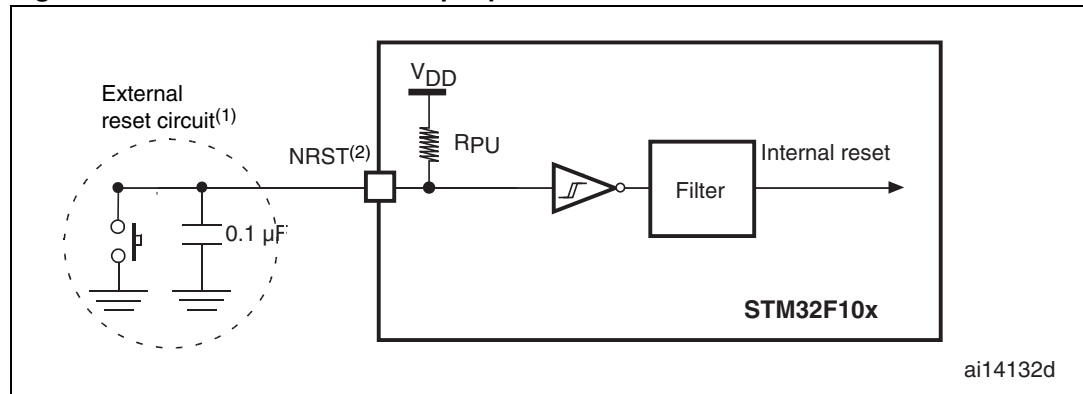 External
reset circuit(1)
NRST(2)
VDD
RPU
0.1 µF
Filter
Internal reset
STM32F10x
ai14132d